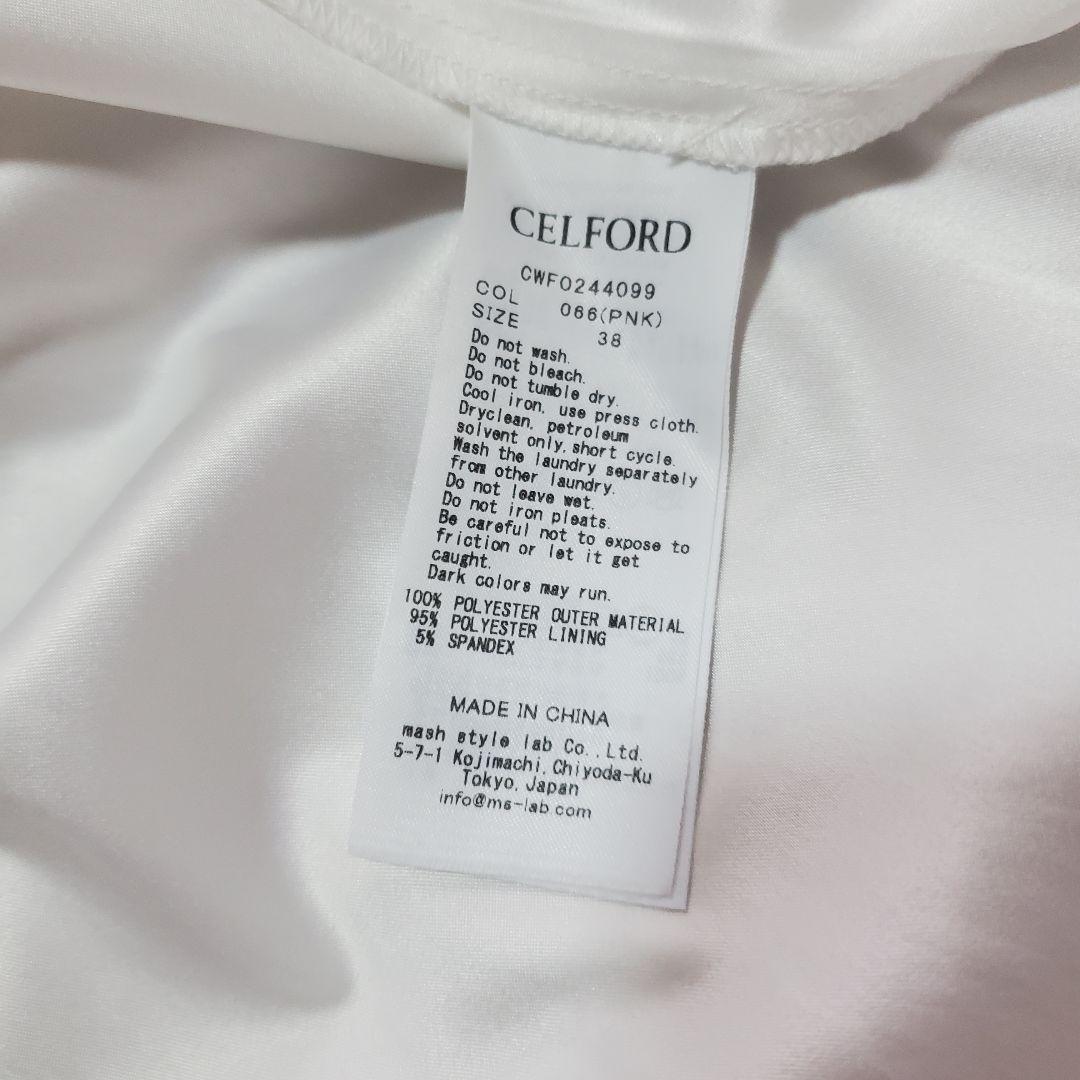 CELFORD
CWFO244099
COL 066(PNK)
SIZE 38
Do not wash.
Do not bleach.
Do not tumble dry.
Cool iron, use press cloth.
Dryclean, petroleum
solvent only,short cycle.
Wash the laundry separately
from other laundry.
Do not leave wet.
Do not iron pleats.
Be careful not to expose to
friction or let it get
caught.
Dark colors may run.
100% POLYESTER OUTER MATERIAL
95% POLYESTER LINING
5% SPANDEX
MADE IN CHINA
mash style lab Co.,Ltd.
5-7-1 Kojimachi,Chiyoda-Ku
Tokyo,Japan
info@ms-lab.com